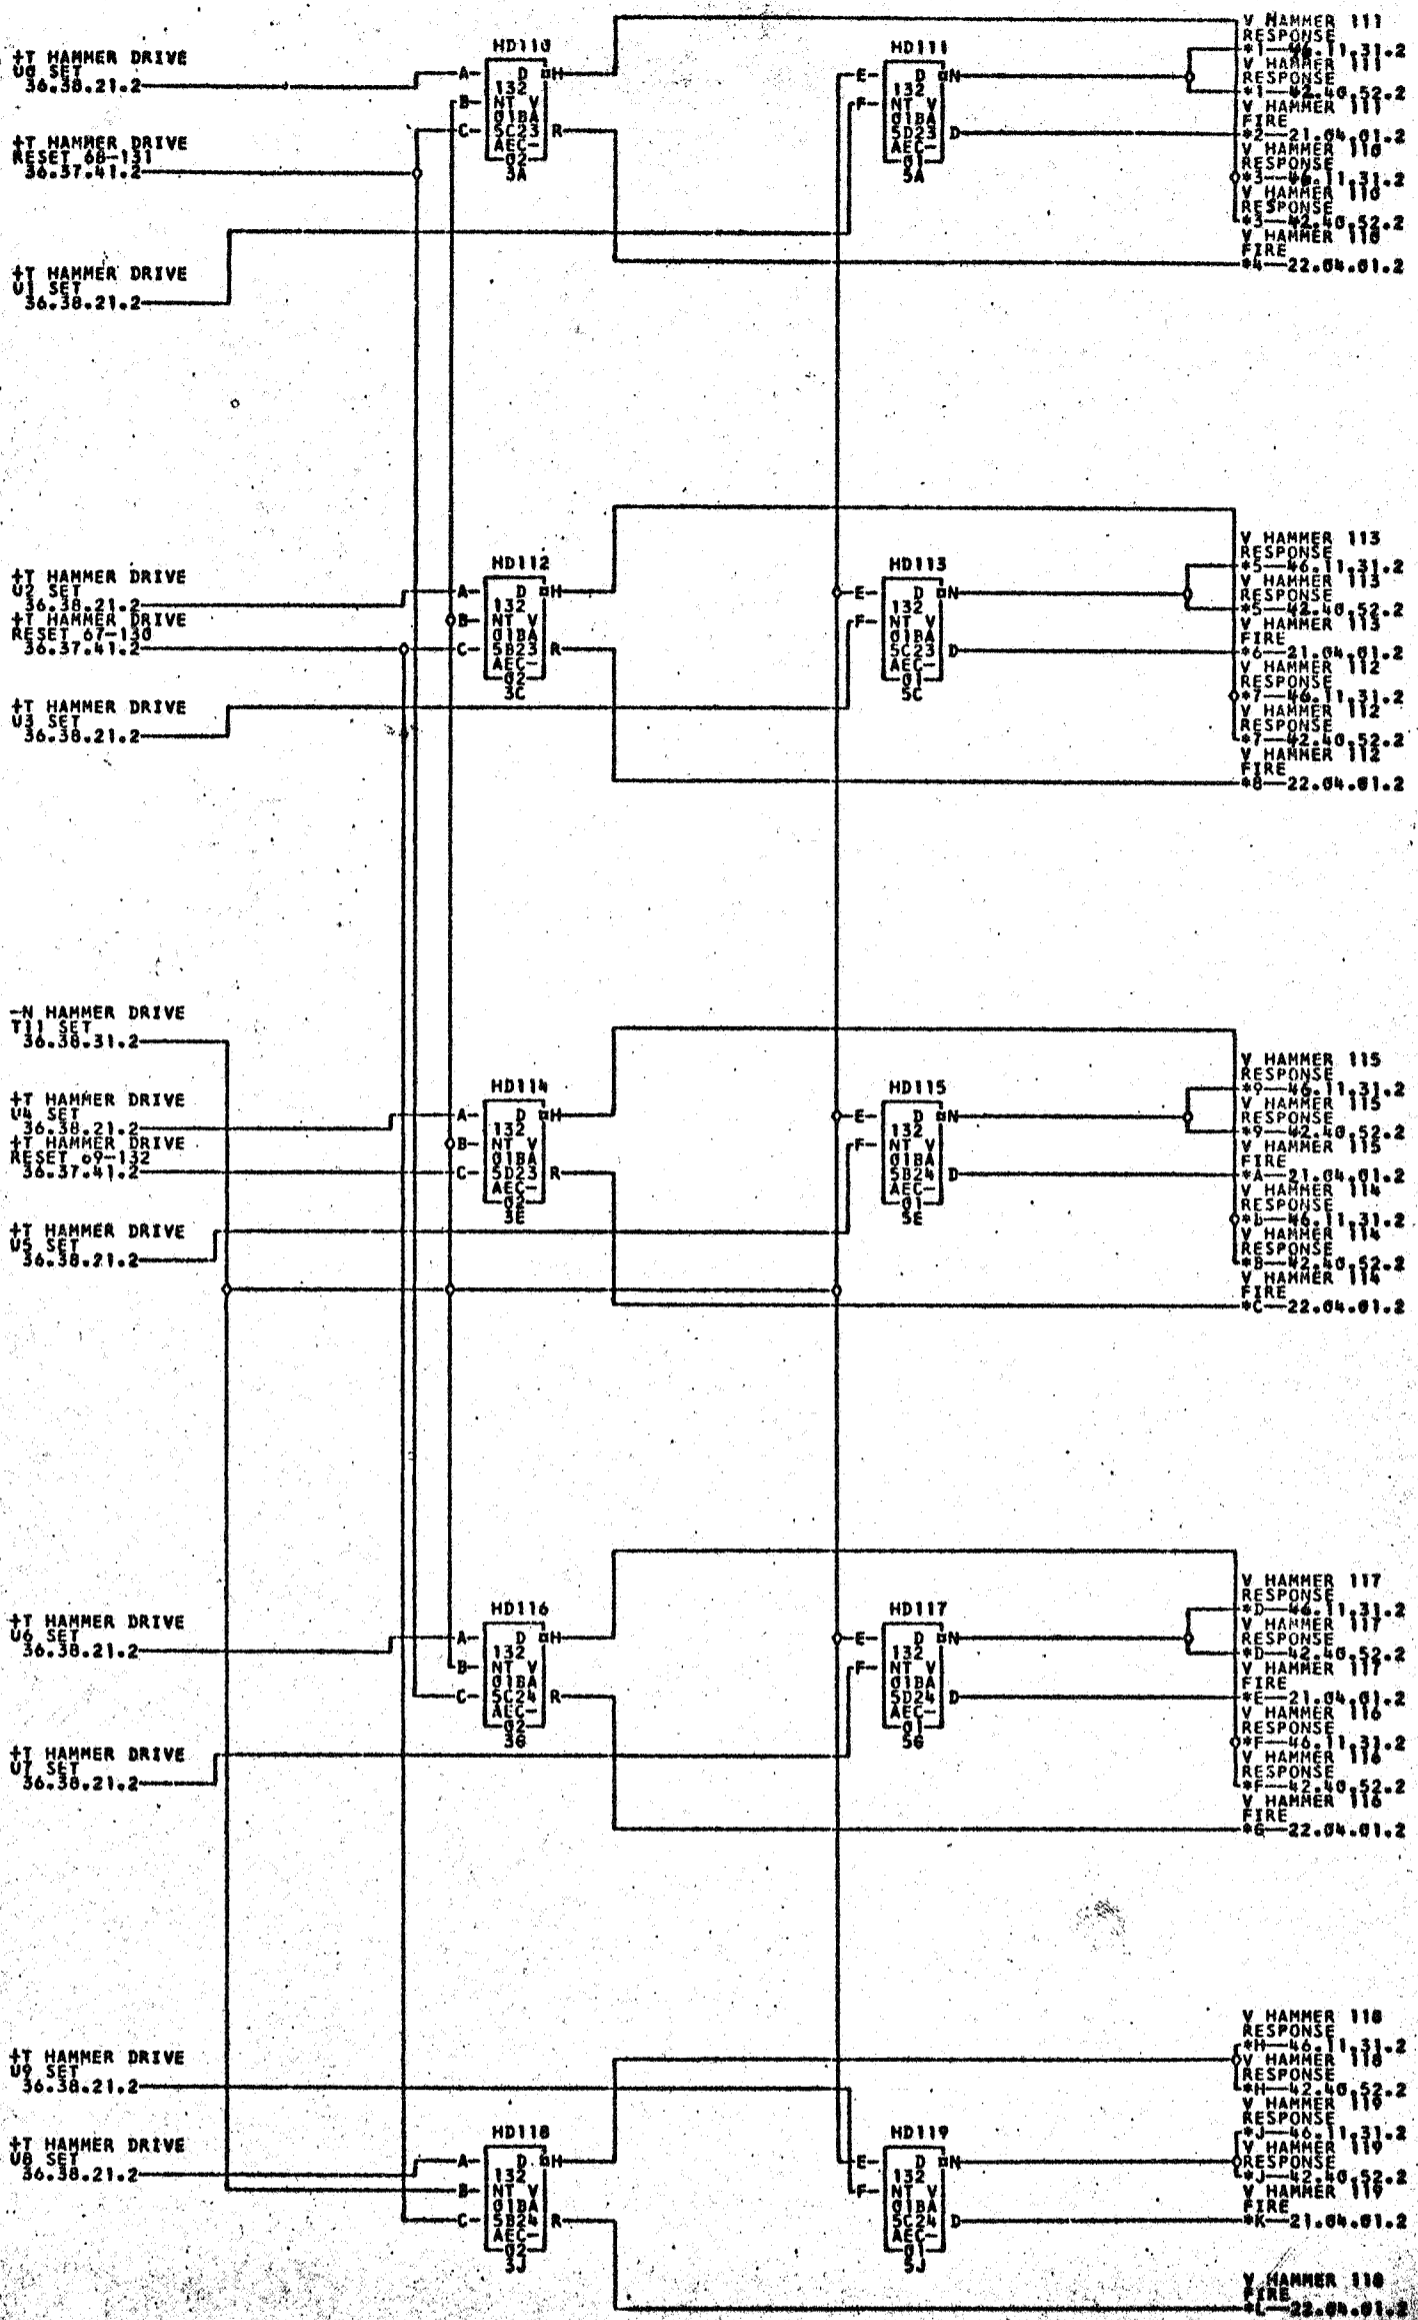 +T HAMMER DRIVE
U0 SET
36.38.21.2
+T HAMMER DRIVE
RESET 68-131
36.37.41.2
+T HAMMER DRIVE
U1 SET
36.38.21.2
HD110
A D H
132
B NT V
01BA
C 5C23 R
AEC-
02
3A
HD111
E D N
132
F NT V
01BA
5D23 D
AEC-
01
5A
V HAMMER 111
RESPONSE
*1—46.11.31.2
V HAMMER 111
RESPONSE
*1—42.40.52.2
V HAMMER 111
FIRE
*2—21.04.01.2
V HAMMER 110
RESPONSE
*3—46.11.31.2
V HAMMER 110
RESPONSE
*3—42.40.52.2
V HAMMER 110
FIRE
*4—22.04.01.2
+T HAMMER DRIVE
U2 SET
36.38.21.2
+T HAMMER DRIVE
RESET 67-130
36.37.41.2
+T HAMMER DRIVE
U3 SET
36.38.21.2
HD112
A D H
132
B NT V
01BA
C 5B23 R
AEC-
02
3C
HD113
E D N
132
F NT V
01BA
5C23 D
AEC-
01
5C
V HAMMER 113
RESPONSE
*5—46.11.31.2
V HAMMER 113
RESPONSE
*5—42.40.52.2
V HAMMER 113
FIRE
*6—21.04.01.2
V HAMMER 112
RESPONSE
*7—46.11.31.2
V HAMMER 112
RESPONSE
*7—42.40.52.2
V HAMMER 112
FIRE
*8—22.04.01.2
-N HAMMER DRIVE
T11 SET
36.38.31.2
+T HAMMER DRIVE
U4 SET
36.38.21.2
+T HAMMER DRIVE
RESET 69-132
36.37.41.2
+T HAMMER DRIVE
U5 SET
36.38.21.2
HD114
A D H
132
B NT V
01BA
C 5D23 R
AEC-
3E
HD115
E D N
132
F NT V
01BA
5B24 D
AEC-
01
5E
V HAMMER 115
RESPONSE
*9—46.11.31.2
V HAMMER 115
RESPONSE
*9—42.40.52.2
V HAMMER 115
FIRE
*A—21.04.01.2
V HAMMER 114
RESPONSE
*B—46.11.31.2
V HAMMER 114
RESPONSE
*B—42.40.52.2
V HAMMER 114
FIRE
*C—22.04.01.2
+T HAMMER DRIVE
U6 SET
36.38.21.2
+T HAMMER DRIVE
U7 SET
36.38.21.2
HD116
A D H
132
B NT V
01BA
C 5C24 R
AEC-
02
3G
HD117
E D N
132
F NT V
01BA
5D24 D
AEC-
01
5G
V HAMMER 117
RESPONSE
*D—46.11.31.2
V HAMMER 117
RESPONSE
*D—42.40.52.2
V HAMMER 117
FIRE
*E—21.04.01.2
V HAMMER 116
RESPONSE
*F—46.11.31.2
V HAMMER 116
RESPONSE
*F—42.40.52.2
V HAMMER 116
FIRE
*G—22.04.01.2
+T HAMMER DRIVE
U9 SET
36.38.21.2
+T HAMMER DRIVE
U8 SET
36.38.21.2
HD118
A D H
132
B NT V
01BA
C 5B24 R
AEC-
02
3J
HD119
E D N
132
F NT V
01BA
5C24 D
AEC-
01
5J
V HAMMER 118
RESPONSE
*H—46.11.31.2
V HAMMER 118
RESPONSE
*H—42.40.52.2
V HAMMER 119
RESPONSE
*J—46.11.31.2
V HAMMER 119
RESPONSE
*J—42.40.52.2
V HAMMER 119
FIRE
*K—21.04.01.2
V HAMMER 118
FIRE
*L—22.04.01.2